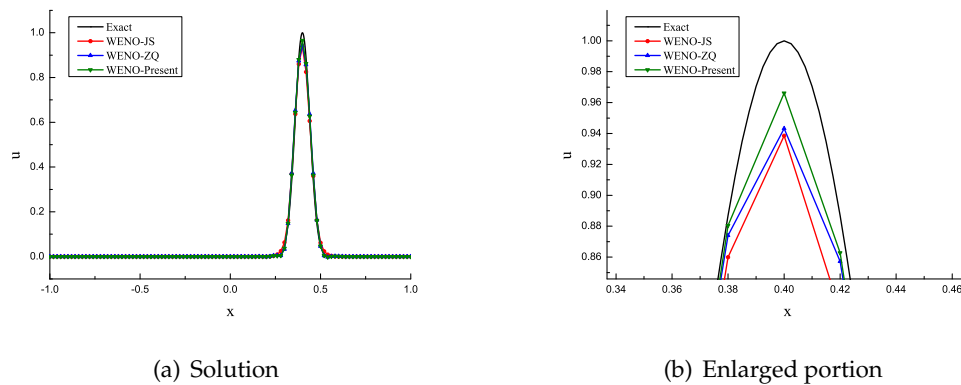 Exact
WENO-JS
WENO-ZQ
WENO-Present
1.0
0.8
0.6
0.4
0.2
0.0
u
-1.0 -0.5 0.0 0.5 1.0
x
(a) Solution
Exact
WENO-JS
WENO-ZQ
WENO-Present
1.00
0.98
0.96
0.94
0.92
0.90
0.88
0.86
u
0.34 0.36 0.38 0.40 0.42 0.44 0.46
x
(b) Enlarged portion